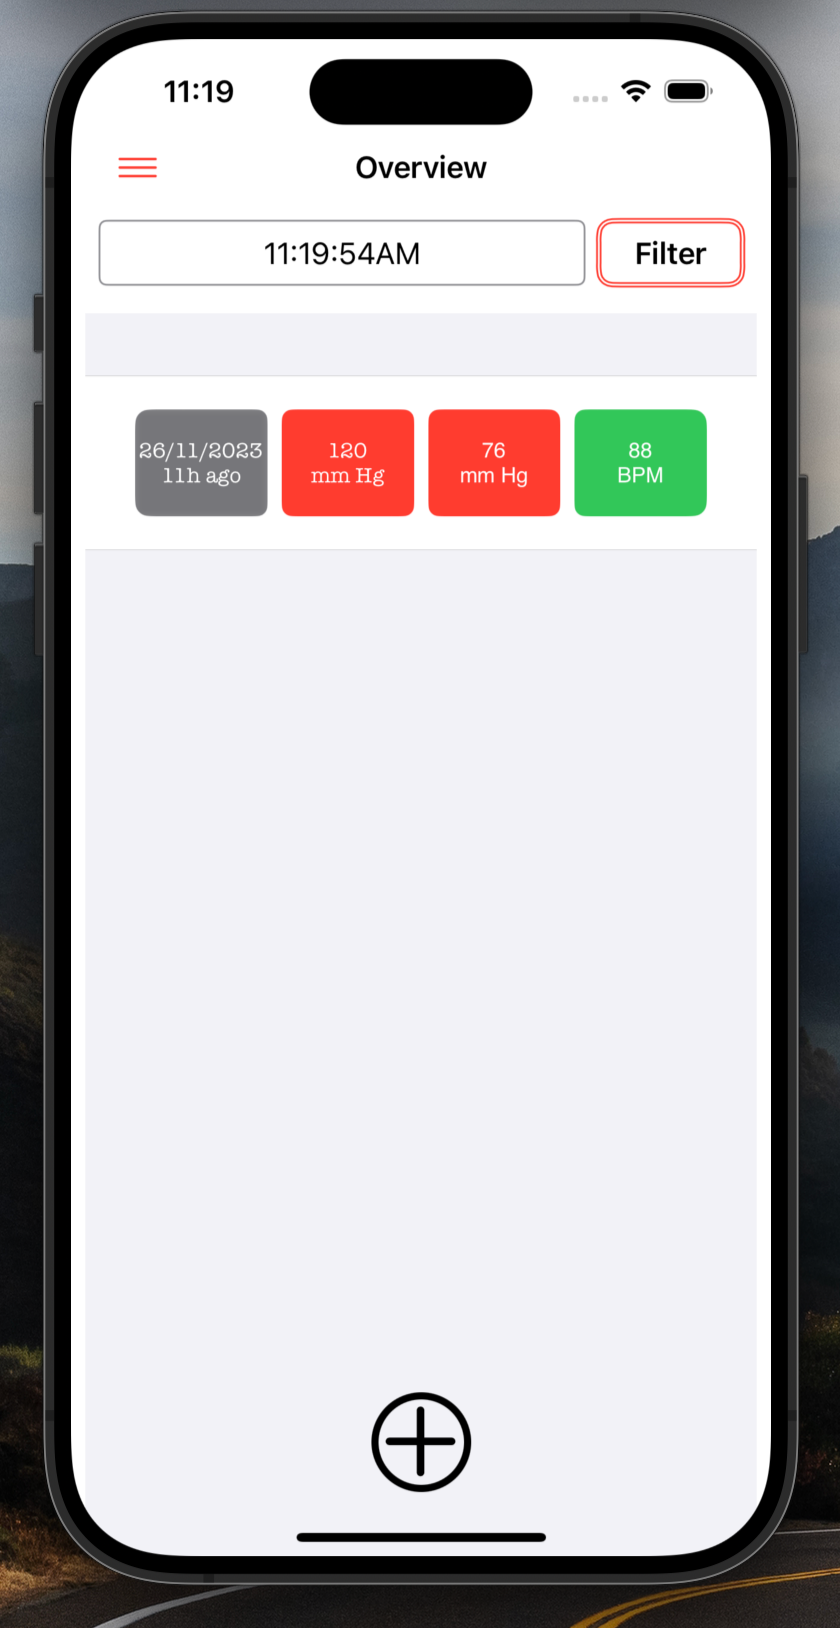 11:19
Overview
11:19:54AM
Filter
26/11/2023
11h ago
120
mm Hg
76
mm Hg
88
BPM